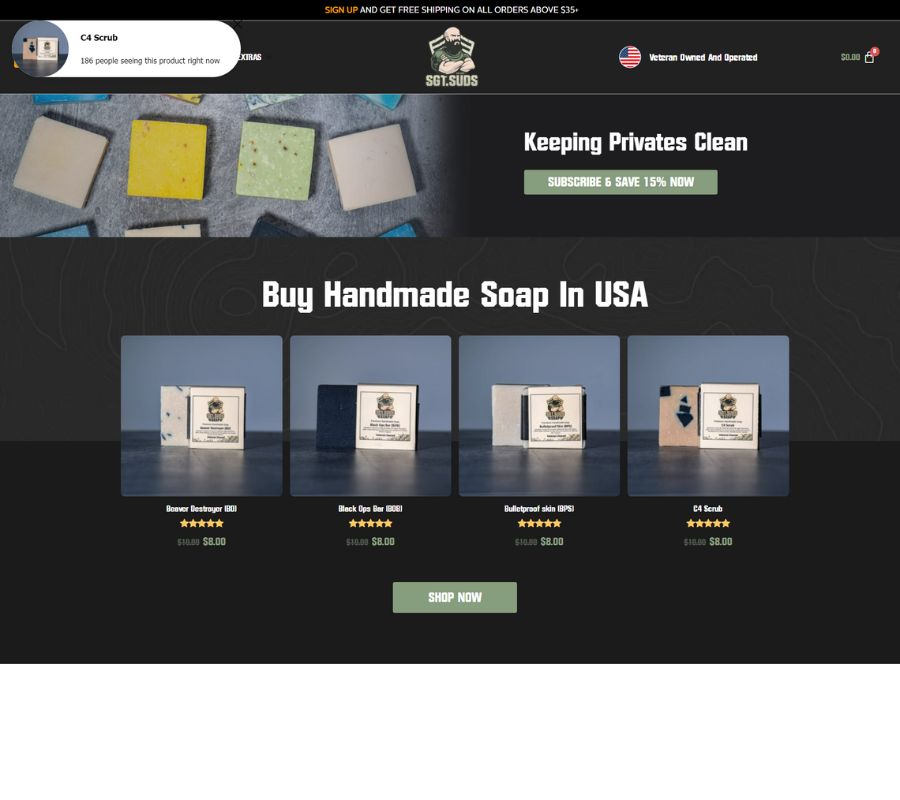 SIGN UP AND GET FREE SHIPPING ON ALL ORDERS ABOVE $35+
C4 Scrub
186 people seeing this product right now
EXTRAS
SGT.SUDS
Veteran Owned And Operated
$0.00
0
Keeping Privates Clean
SUBSCRIBE & SAVE 15% NOW
Buy Handmade Soap In USA
Beaver Destroyer (BD)
Black Ops Bar (BOB)
Bulletproof skin (BPS)
C4 Scrub
$10.00 $8.00
$10.00 $8.00
$10.00 $8.00
$10.00 $8.00
SHOP NOW